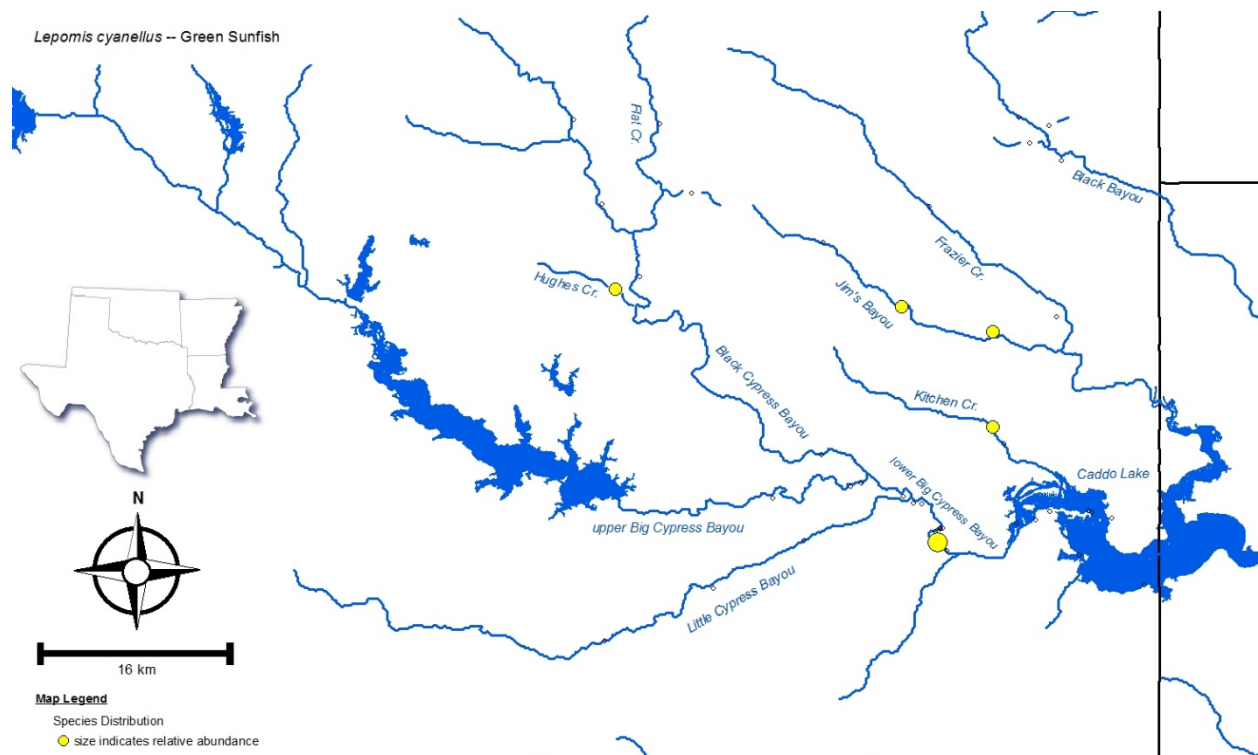 Lepomis cyanellus -- Green Sunfish
Flat Cr.
Black Bayou
Frazier Cr.
Hughes Cr.
Jim's Bayou
Black Cypress Bayou
Kitchen Cr.
lower Big Cypress Bayou
Caddo Lake
upper Big Cypress Bayou
Little Cypress Bayou
N
16 km
Map Legend
Species Distribution
size indicates relative abundance